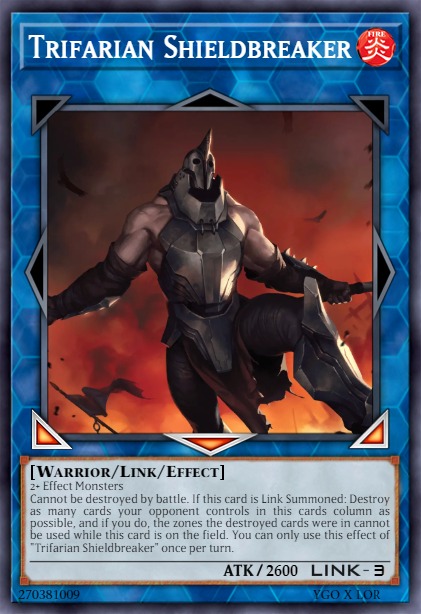 TRIFARIAN SHIELDBREAKER
FIRE
炎
[WARRIOR/LINK/EFFECT]
2+ Effect Monsters
Cannot be destroyed by battle. If this card is Link Summoned: Destroy
as many cards your opponent controls in this cards column as
possible, and if you do, the zones the destroyed cards were in cannot
be used while this card is on the field. You can only use this effect of
"Trifarian Shieldbreaker" once per turn.
ATK / 2600 LINK-3
270381009 YGO X LOR